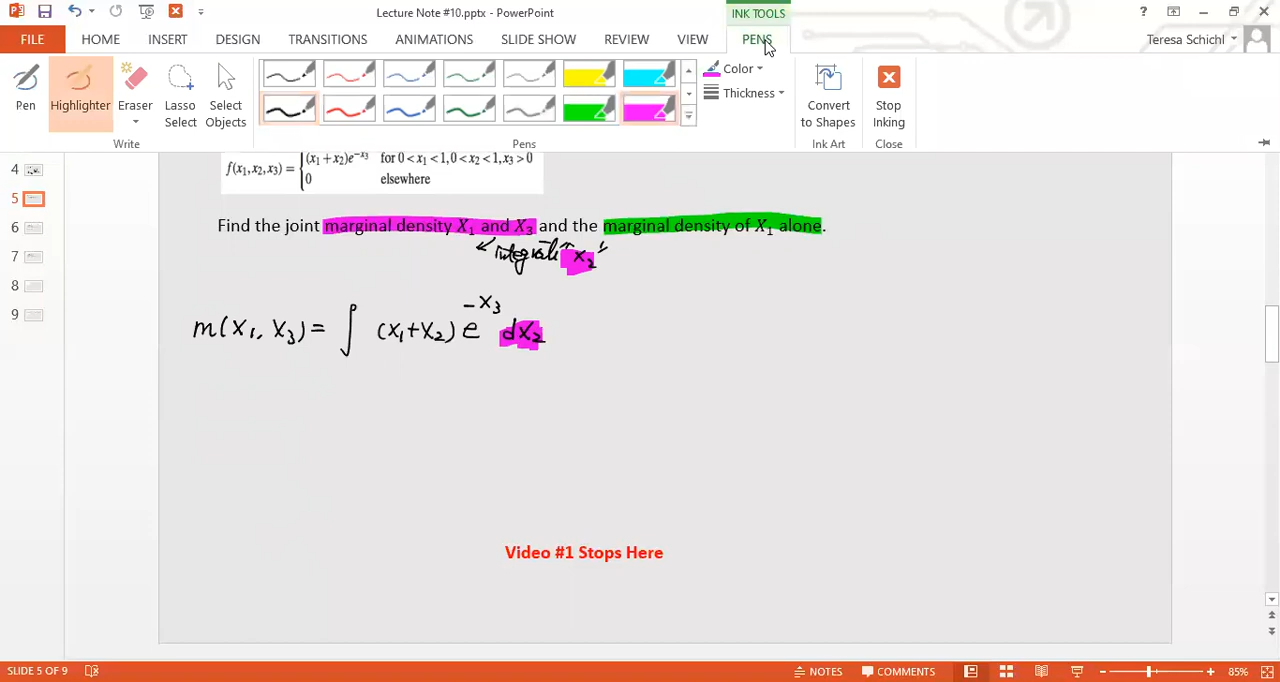 Lecture Note #10.pptx - PowerPoint
INK TOOLS
?
FILE HOME INSERT DESIGN TRANSITIONS ANIMATIONS SLIDE SHOW REVIEW VIEW PENS
Teresa Schichl
Pen Highlighter Eraser Lasso Select Select Objects
Color
Thickness
Convert to Shapes
Stop Inking
Write Pens Ink Art Close
4
5
6
7
8
9
f(x₁,x₂,x₃) = { (x₁+x₂)e^{-x₃} for 0 < x₁ < 1, 0 < x₂ < 1, x₃ > 0
0 elsewhere
Find the joint marginal density X₁ and X₃ and the marginal density of X₁ alone.
integrate "x₂"
m(x₁, x₃) = ∫ (x₁+x₂) e^{-x₃} dx₂
Video #1 Stops Here
SLIDE 5 OF 9
NOTES COMMENTS 85%